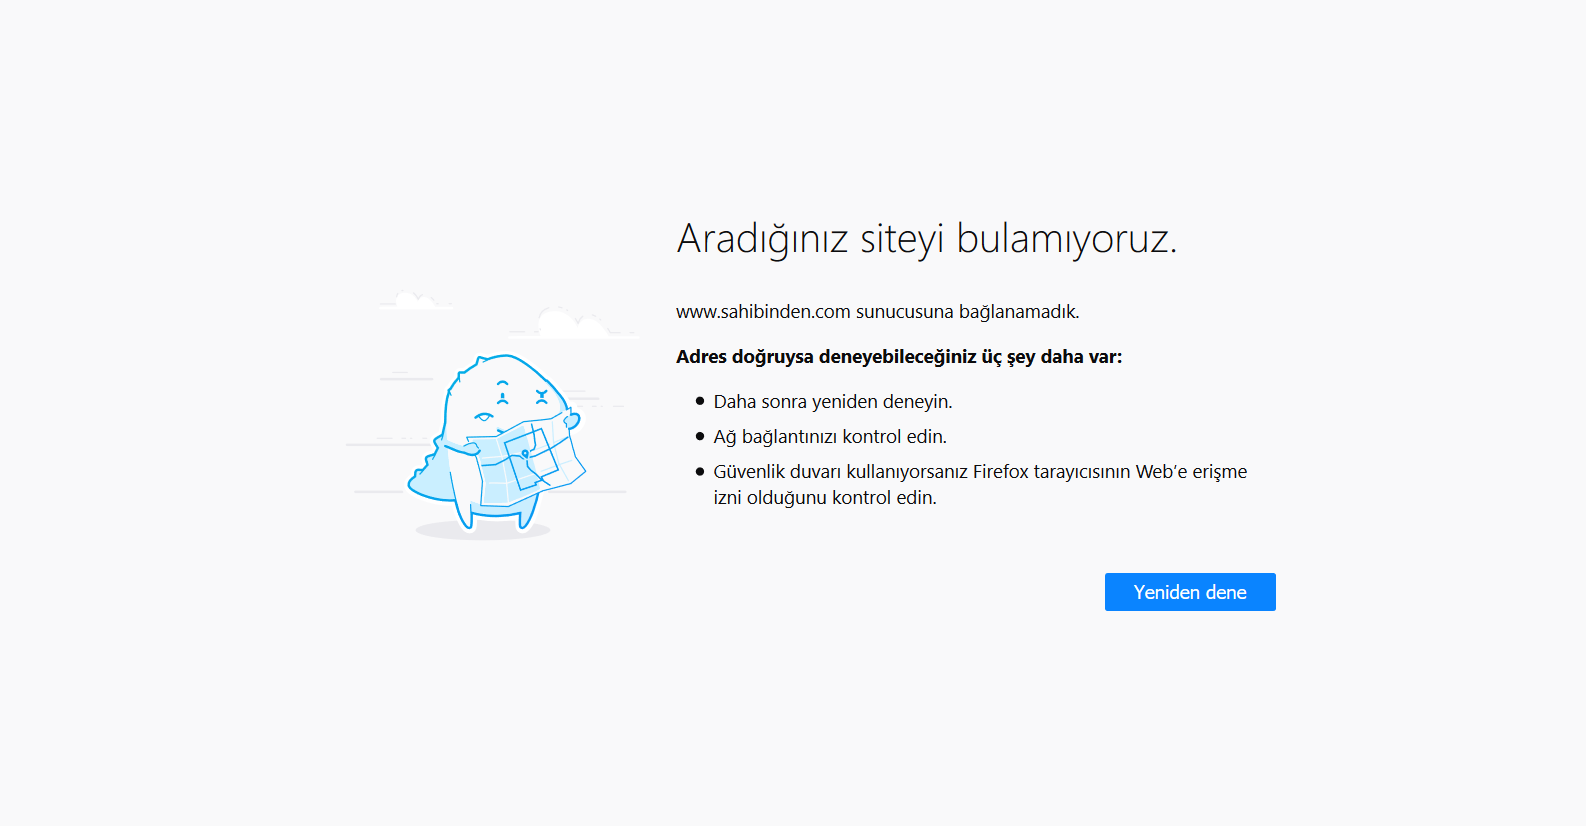 Aradığınız siteyi bulamıyoruz.
www.sahibinden.com sunucusuna bağlanamadık.
Adres doğruysa deneyebileceğiniz üç şey daha var:
Daha sonra yeniden deneyin.
Ağ bağlantınızı kontrol edin.
Güvenlik duvarı kullanıyorsanız Firefox tarayıcısının Web’e erişme
izni olduğunu kontrol edin.
Yeniden dene